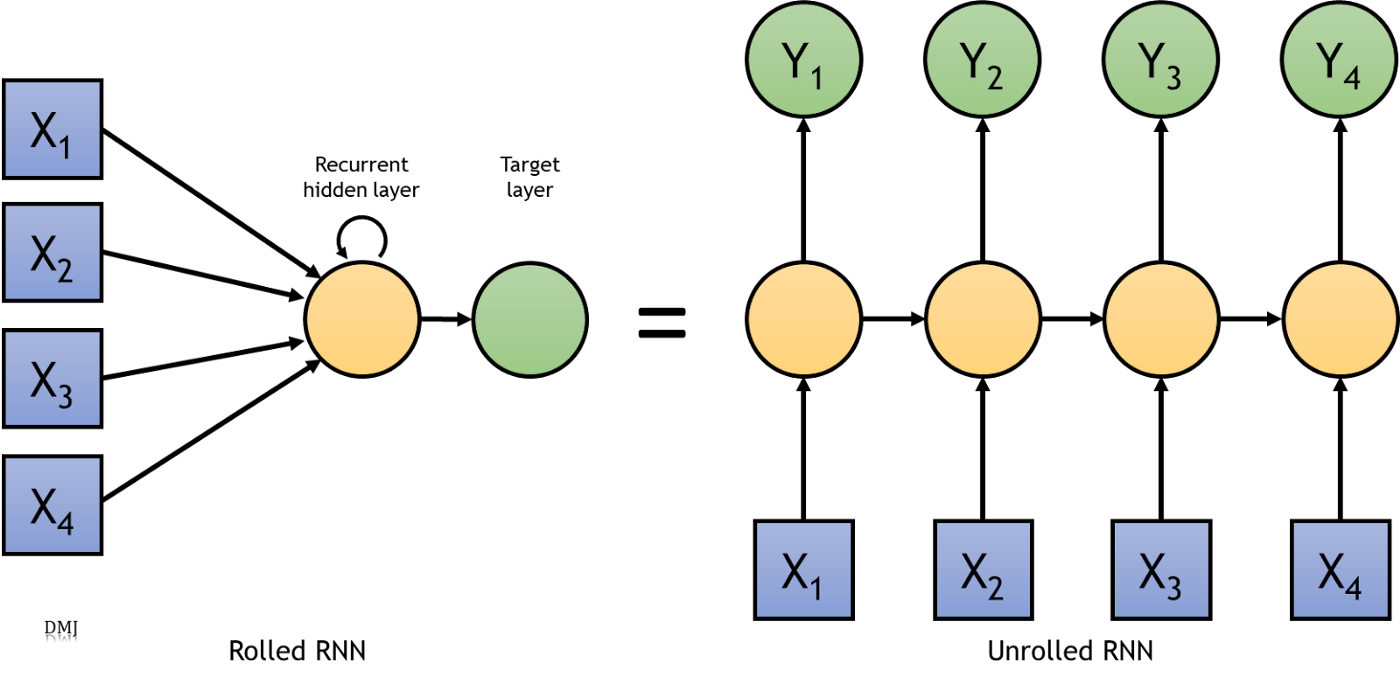 Y1 Y2 Y3 Y4
X1
Recurrent
hidden layer
Target
layer
X2
=
X3
X4
X1 X2 X3 X4
DMJ
Rolled RNN
Unrolled RNN